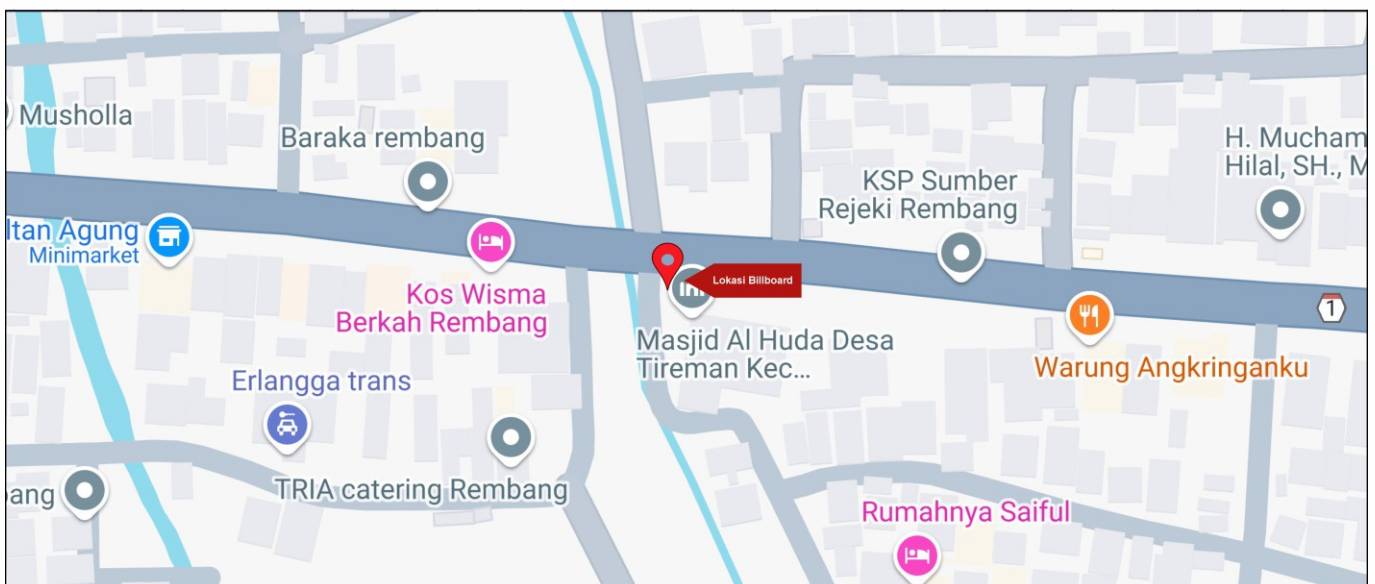 Musholla
Baraka rembang
H. Mucham
Hilal, SH., M
KSP Sumber
Rejeki Rembang
ltan Agung
Minimarket
Lokasi Billboard
Kos Wisma
Berkah Rembang
1
Masjid Al Huda Desa
Tireman Kec...
Warung Angkringanku
Erlangga trans
TRIA catering Rembang
ang
Rumahnya Saiful